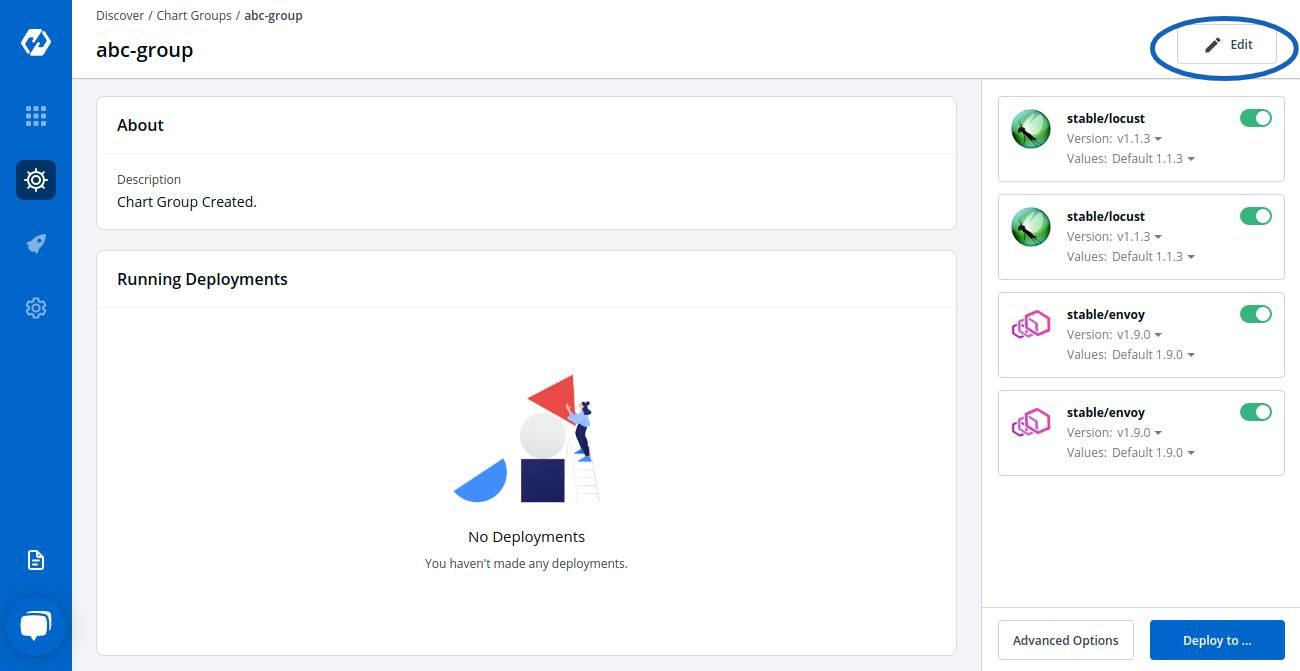 Discover / Chart Groups / abc-group
abc-group
Edit
About
Description
Chart Group Created.
Running Deployments
No Deployments
You haven't made any deployments.
stable/locust
Version: v1.1.3
Values: Default 1.1.3
stable/locust
Version: v1.1.3
Values: Default 1.1.3
stable/envoy
Version: v1.9.0
Values: Default 1.9.0
stable/envoy
Version: v1.9.0
Values: Default 1.9.0
Advanced Options
Deploy to ...